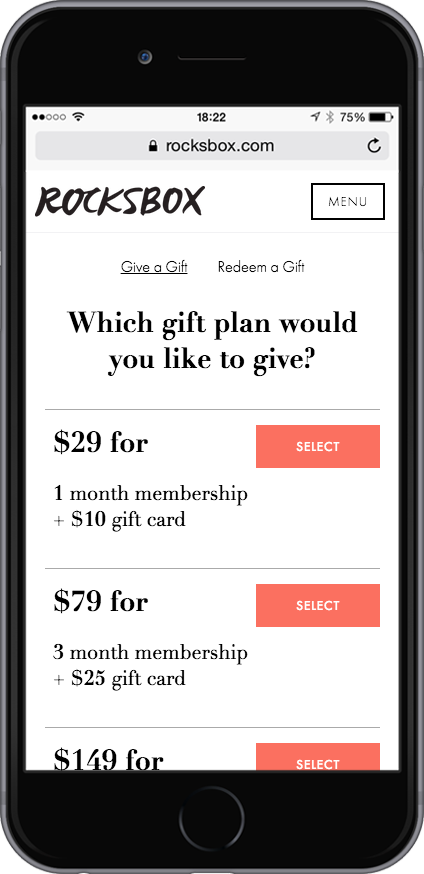 18:22
75%
rocksbox.com
ROCKSBOX
MENU
Give a Gift Redeem a Gift
Which gift plan would
you like to give?
$29 for
SELECT
1 month membership
+ $10 gift card
$79 for
SELECT
3 month membership
+ $25 gift card
$149 for
SELECT